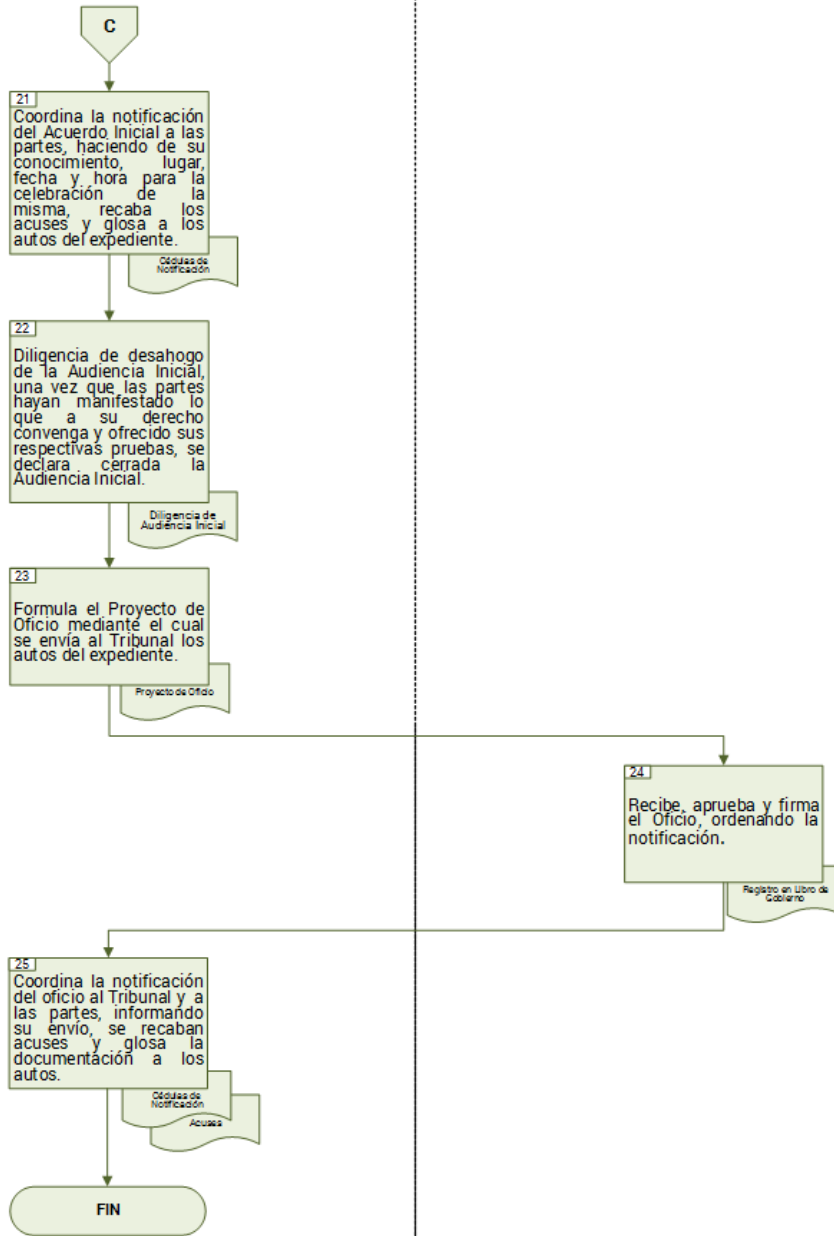 C
21
Coordina la notificación
del Acuerdo Inicial a las
partes, haciendo de su
conocimiento, lugar,
fecha y hora para la
celebración de la
misma, recaba los
acuses y glosa a los
autos del expediente.
Cédulas de
Notificación
22
Diligencia de desahogo
de la Audiencia Inicial,
una vez que las partes
hayan manifestado lo
que a su derecho
convenga y ofrecido sus
respectivas pruebas, se
declara cerrada la
Audiencia Inicial.
Diligencia de
Audiencia Inicial
23
Formula el Proyecto de
Oficio mediante el cual
se envía al Tribunal los
autos del expediente.
Proyecto de Oficio
24
Recibe, aprueba y firma
el Oficio, ordenando la
notificación.
Registro en Libro de
Gobierno
25
Coordina la notificación
del oficio al Tribunal y a
las partes, informando
su envío, se recaban
acuses y glosa la
documentación a los
autos.
Cédulas de
Notificación
Acuses
FIN